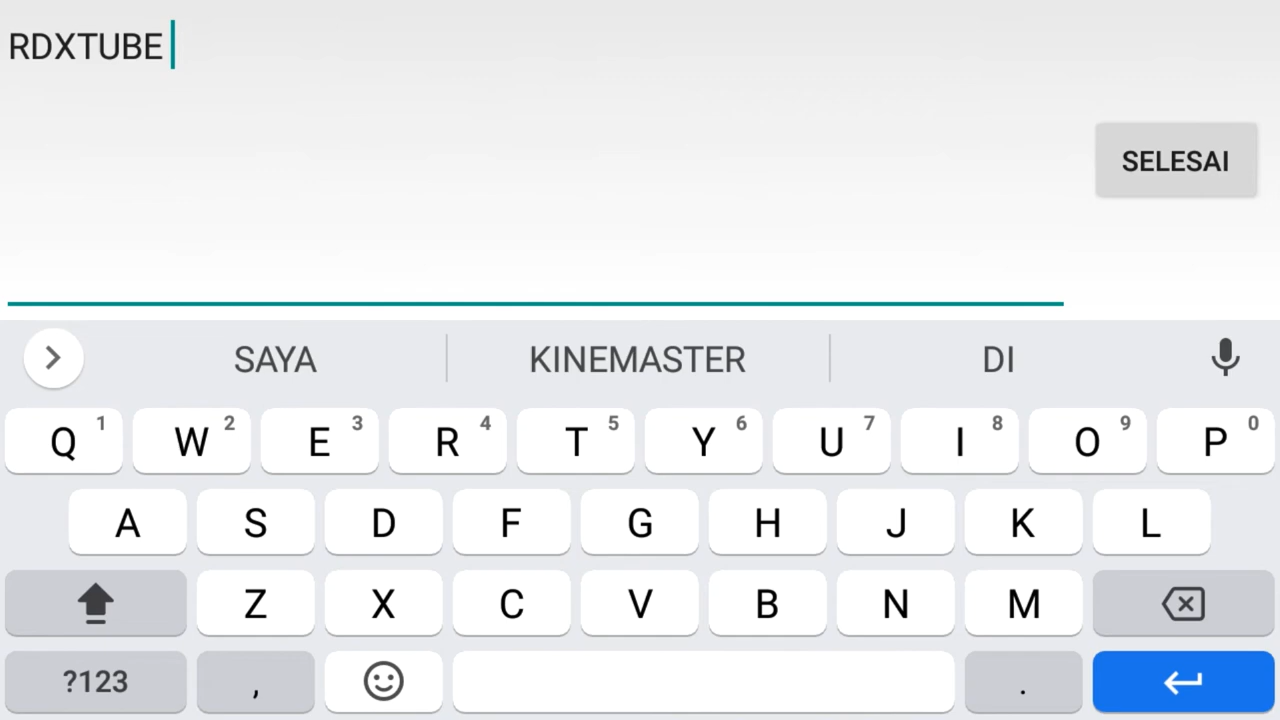 RDXTUBE
SELESAI
SAYA KINEMASTER DI
Q 1 W 2 E 3 R 4 T 5 Y 6 U 7 I 8 O 9 P 0
A S D F G H J K L
Z X C V B N M
?123 , .